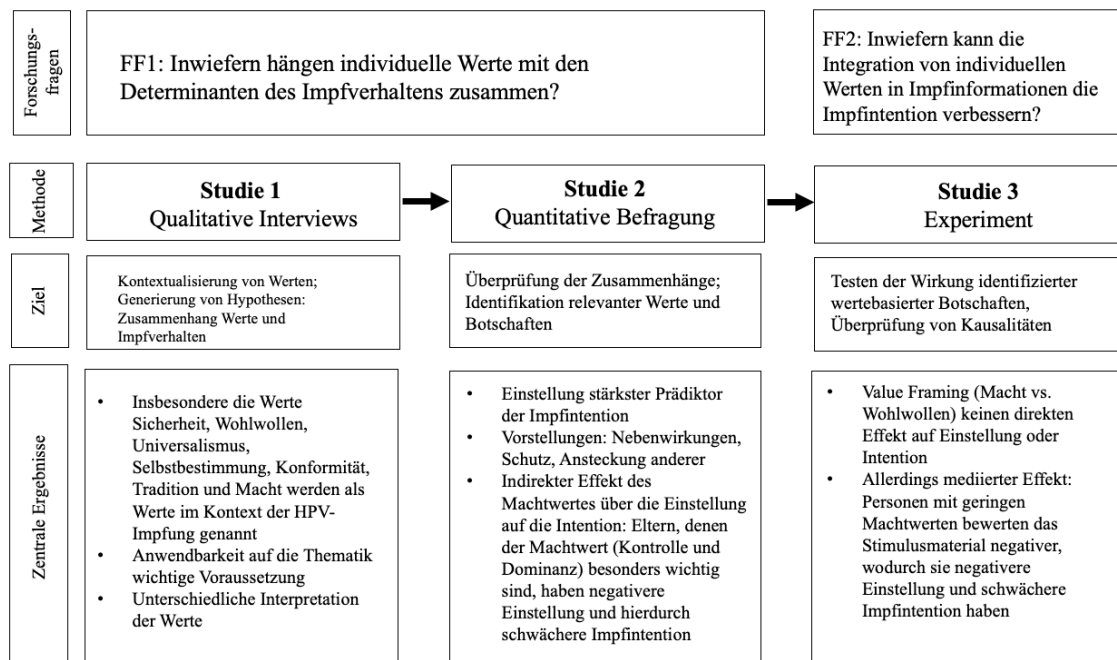 Forschungs-
fragen
FF1: Inwiefern hängen individuelle Werte mit den
Determinanten des Impfverhaltens zusammen?
FF2: Inwiefern kann die
Integration von individuellen
Werten in Impfinformationen die
Impfintention verbessern?
Methode
Studie 1
Qualitative Interviews
Studie 2
Quantitative Befragung
Studie 3
Experiment
Ziel
Kontextualisierung von Werten;
Generierung von Hypothesen:
Zusammenhang Werte und
Impfverhalten
Überprüfung der Zusammenhänge;
Identifikation relevanter Werte und
Botschaften
Testen der Wirkung identifizierter
wertebasierter Botschaften,
Überprüfung von Kausalitäten
Zentrale Ergebnisse
• Insbesondere die Werte
Sicherheit, Wohlwollen,
Universalismus,
Selbstbestimmung, Konformität,
Tradition und Macht werden als
Werte im Kontext der HPV-
Impfung genannt
• Anwendbarkeit auf die Thematik
wichtige Voraussetzung
• Unterschiedliche Interpretation
der Werte
• Einstellung stärkster Prädiktor
der Impfintention
• Vorstellungen: Nebenwirkungen,
Schutz, Ansteckung anderer
• Indirekter Effekt des
Machtwertes über die Einstellung
auf die Intention: Eltern, denen
der Machtwert (Kontrolle und
Dominanz) besonders wichtig
sind, haben negativere
Einstellung und hierdurch
schwächere Impfintention
• Value Framing (Macht vs.
Wohlwollen) keinen direkten
Effekt auf Einstellung oder
Intention
• Allerdings mediierter Effekt:
Personen mit geringen
Machtwerten bewerten das
Stimulusmaterial negativer,
wodurch sie negativere
Einstellung und schwächere
Impfintention haben